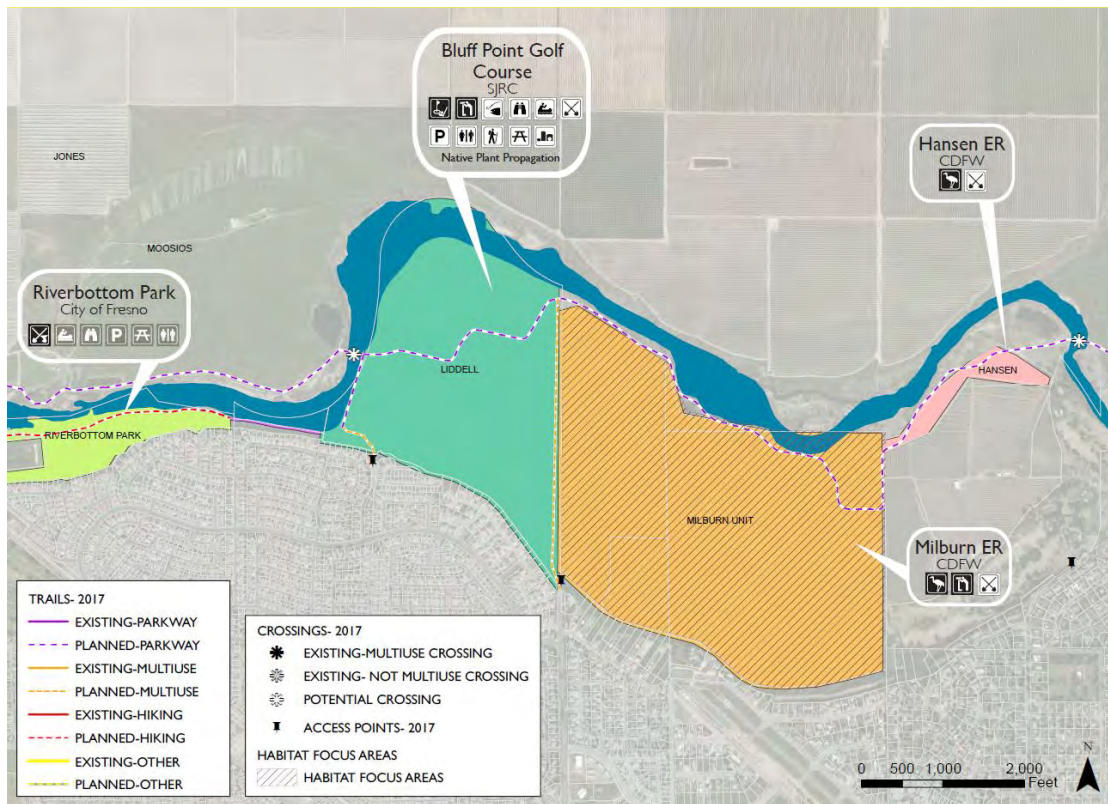 Bluff Point Golf
Course
SJRC
P
Native Plant Propagation
Hansen ER
CDFW
JONES
MOOSIOS
Riverbottom Park
City of Fresno
P
LIDDELL
HANSEN
RIVERBOTTOM PARK
MILBURN UNIT
Milburn ER
CDFW
TRAILS- 2017
EXISTING-PARKWAY
PLANNED-PARKWAY
EXISTING-MULTIUSE
PLANNED-MULTIUSE
EXISTING-HIKING
PLANNED-HIKING
EXISTING-OTHER
PLANNED-OTHER
CROSSINGS- 2017
EXISTING-MULTIUSE CROSSING
EXISTING- NOT MULTIUSE CROSSING
POTENTIAL CROSSING
ACCESS POINTS- 2017
HABITAT FOCUS AREAS
HABITAT FOCUS AREAS
N
0 500 1,000 2,000
Feet